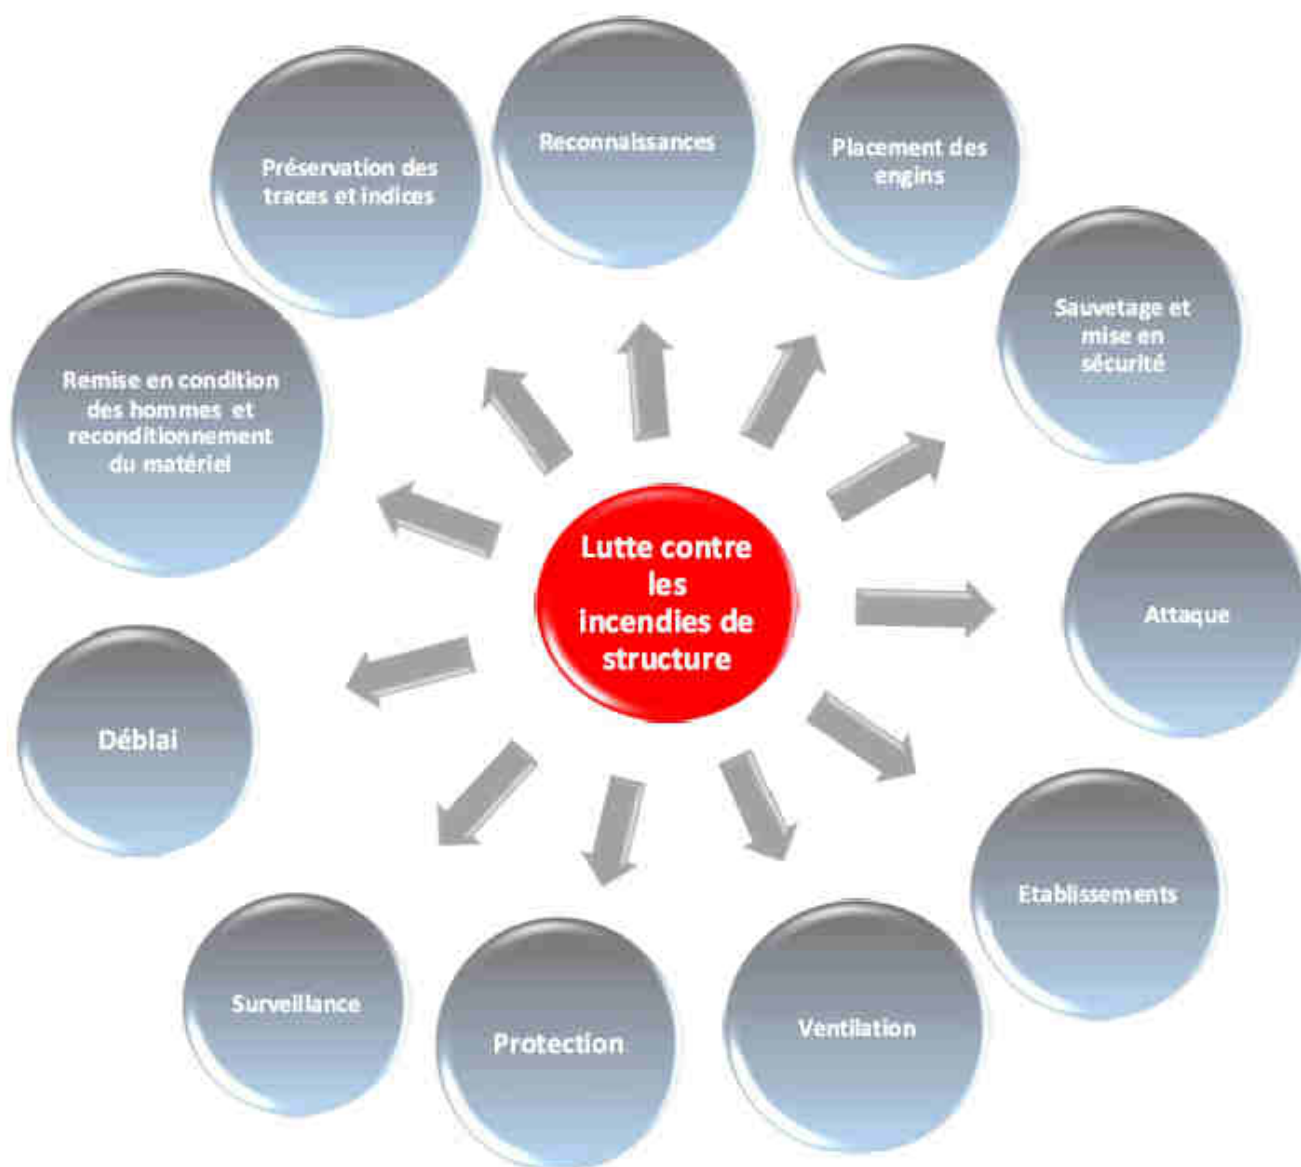 Reconnaissances
Placement des
engins
Sauvetage et
mise en
sécurité
Attaque
Etablissements
Ventilation
Protection
Surveillance
Déblai
Remise en condition
des hommes et
reconditionnement
du matériel
Préservation des
traces et indices
Lutte contre
les
incendies de
structure